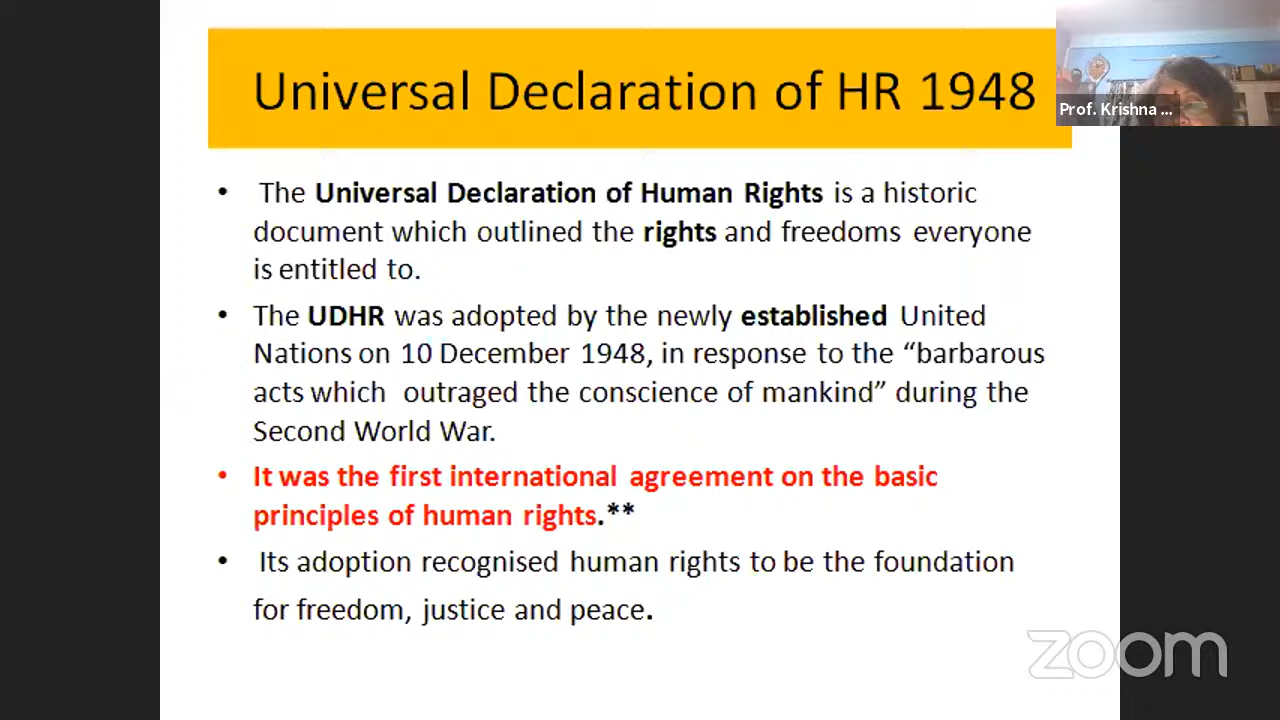 Universal Declaration of HR 1948
Prof. Krishna ...
• The Universal Declaration of Human Rights is a historic
document which outlined the rights and freedoms everyone
is entitled to.
• The UDHR was adopted by the newly established United
Nations on 10 December 1948, in response to the “barbarous
acts which outraged the conscience of mankind” during the
Second World War.
• It was the first international agreement on the basic
principles of human rights.**
• Its adoption recognised human rights to be the foundation
for freedom, justice and peace.
zoom